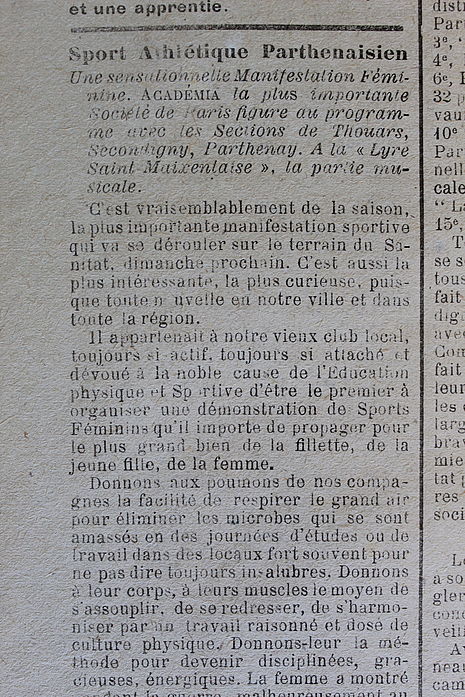 et une apprentie.
Sport Athlétique Parthenaisien
Une sensationnelle Manifestation Fémi-
nine. ACADÉMIA la plus importante
Société de Paris figure au program-
me avec les Sections de Thouars,
Secondigny, Parthenay. A la « Lyre
Saint-Maixentaise », la partie mu-
sicale.
C'est vraisemblablement de la saison,
la plus importante manifestation sportive
qui va se dérouler sur le terrain du Sa-
nitat, dimanche prochain. C'est aussi la
plus intéressante, la plus curieuse, puis-
que toute n uvelle en notre ville et dans
toute la région.
Il appartenait à notre vieux club local,
toujours si actif, toujours si attaché et
dévoué à la noble cause de l'Education
physique et Sp rtive d'être le premier à
organiser une démonstration de Sports
Féminins qu'il importe de propager pour
le plus grand bien de la fillette, de la
jeune fille, de la femme.
Donnons aux poumons de nos compa-
gnes la facilité de respirer le grand air
pour éliminer les microbes qui se sont
amassés en des journées d'études ou de
travail dans des locaux fort souvent pour
ne pas dire toujours insalubres. Donnons
à leur corps, à leurs muscles le moyen de
s'assouplir, de se redresser, de s'harmo-
niser par un travail raisonné et dosé de
culture physique. Donnons-leur la mé-
thode pour devenir disciplinées, gra-
cieuses, énergiques. La femme a montré
la guerre, malheureusement